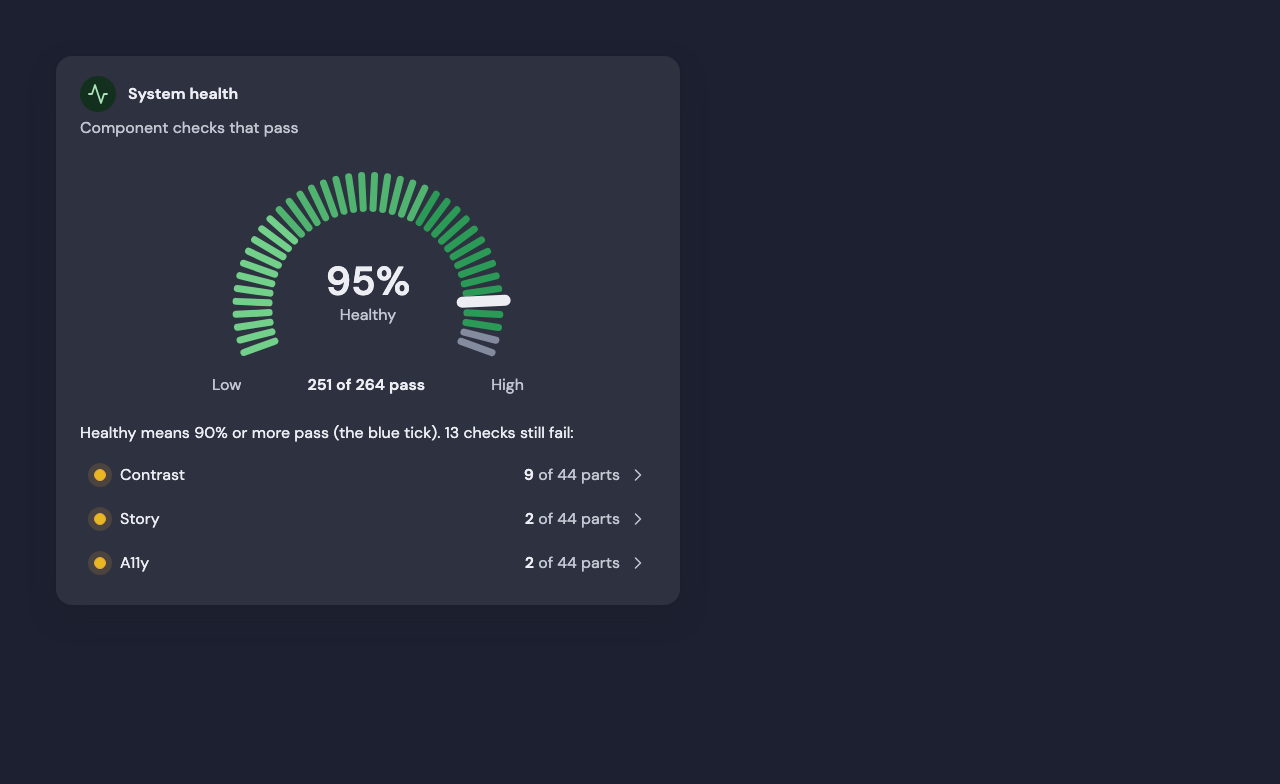 System health
Component checks that pass
95%
Healthy
Low
251 of 264 pass
High
Healthy means 90% or more pass (the blue tick). 13 checks still fail:
Contrast
9 of 44 parts
Story
2 of 44 parts
A11y
2 of 44 parts